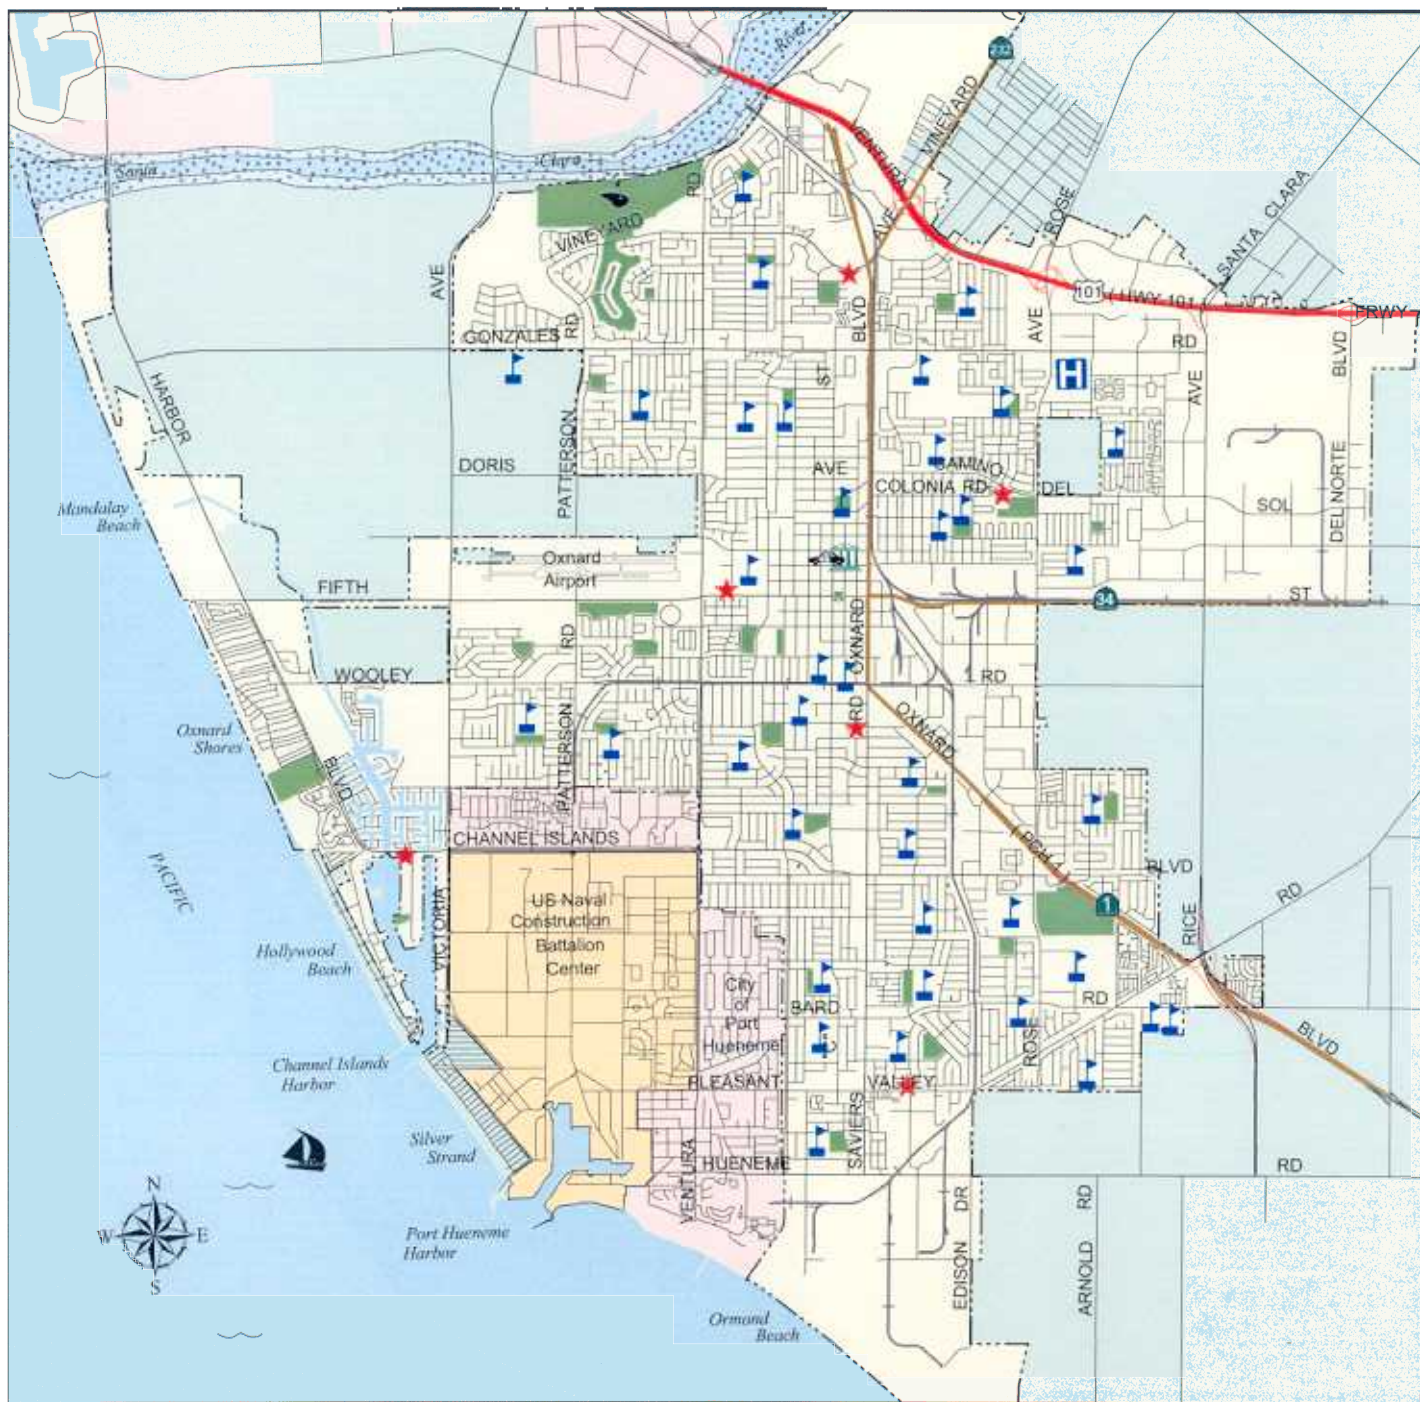 River
232
VINEYARD
VENTURA
Clara
Santa
RD
ROSE
SANTA CLARA
AVE
VINEYARD
AVE
101
HWY 101
FRWY
GONZALES
RD
BLVD
AVE
RD
BLVD
HARBOR
ST
H
AVE
PATTERSON
DORIS
AVE
CAMINO
COLONIA RD
DEL
SOL
DEL NORTE
Mandalay
Beach
Oxnard
Airport
FIFTH
34
ST
OXNARD
RD
WOOLEY
RD
Oxnard
Shores
PATTERSON
RD
OXNARD
BLVD
CHANNEL ISLANDS
( PCH )
BLVD
PACIFIC
US Naval
Construction
Battalion
Center
VICTORIA
1
RICE
RD
Hollywood
Beach
City
of
Port
Hueneme
BARD
RD
ROSE
BLVD
Channel Islands
Harbor
PLEASANT
VALLEY
SAVIERS
Silver
Strand
VENTURA
HUENEME
RD
N
W
E
S
Port Hueneme
Harbor
EDISON DR
ARNOLD RD
Ormond
Beach